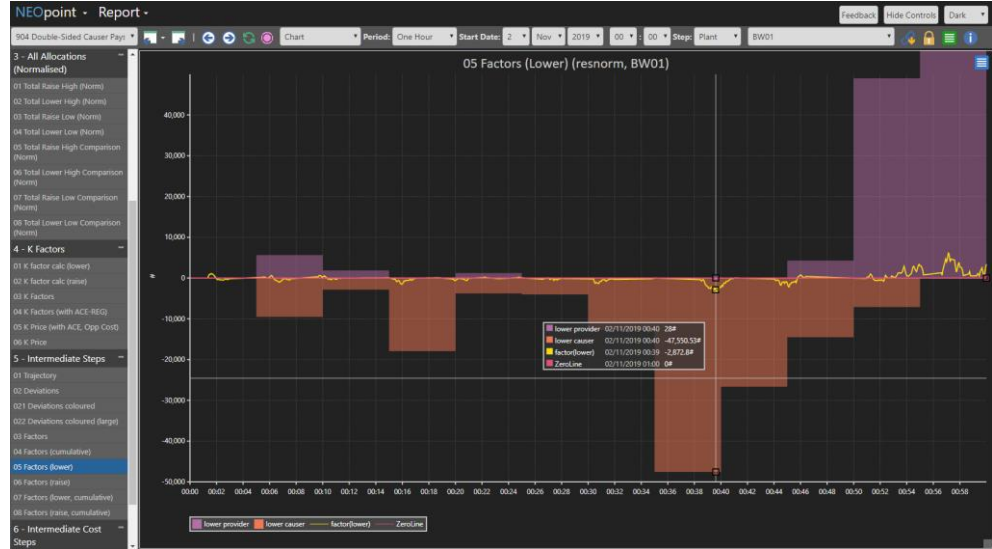 NEOpoint - Report -
Feedback Hide Controls Dark
904 Double-Sided Causer Pays Chart Period: One Hour Start Date: 2 Nov 2019 00 : 00 Step: Plant BW01
3 - All Allocations
(Normalised)
01 Total Raise High (Norm)
02 Total Lower High (Norm)
03 Total Raise Low (Norm)
04 Total Lower Low (Norm)
05 Total Raise High Comparison
(Norm)
06 Total Lower High Comparison
(Norm)
07 Total Raise Low Comparison
(Norm)
08 Total Lower Low Comparison
(Norm)
4 - K Factors
01 K factor calc (lower)
02 K factor calc (raise)
03 K Factors
04 K Factors (with ACE-REG)
05 K Price (with ACE, Opp Cost)
06 K Price
5 - Intermediate Steps
01 Trajectory
02 Deviations
021 Deviations coloured
022 Deviations coloured (large)
03 Factors
04 Factors (cumulative)
05 Factors (lower)
06 Factors (raise)
07 Factors (lower, cumulative)
08 Factors (raise, cumulative)
6 - Intermediate Cost
Steps
05 Factors (Lower) (resnorm, BW01)
40,000
20,000
10,000
0
-10,000
-20,000
-30,000
-40,000
-50,000
#
lower provider 02/11/2019 00:40 28#
lower causer 02/11/2019 00:40 -47,550.53#
factor(lower) 02/11/2019 00:39 -2,872.8#
ZeroLine 02/11/2019 01:00 0#
00:00 00:02 00:04 00:06 00:08 00:10 00:12 00:14 00:16 00:18 00:20 00:22 00:24 00:26 00:28 00:30 00:32 00:34 00:36 00:38 00:40 00:42 00:44 00:46 00:48 00:50 00:52 00:54 00:56 00:58
lower provider lower causer factor(lower) ZeroLine